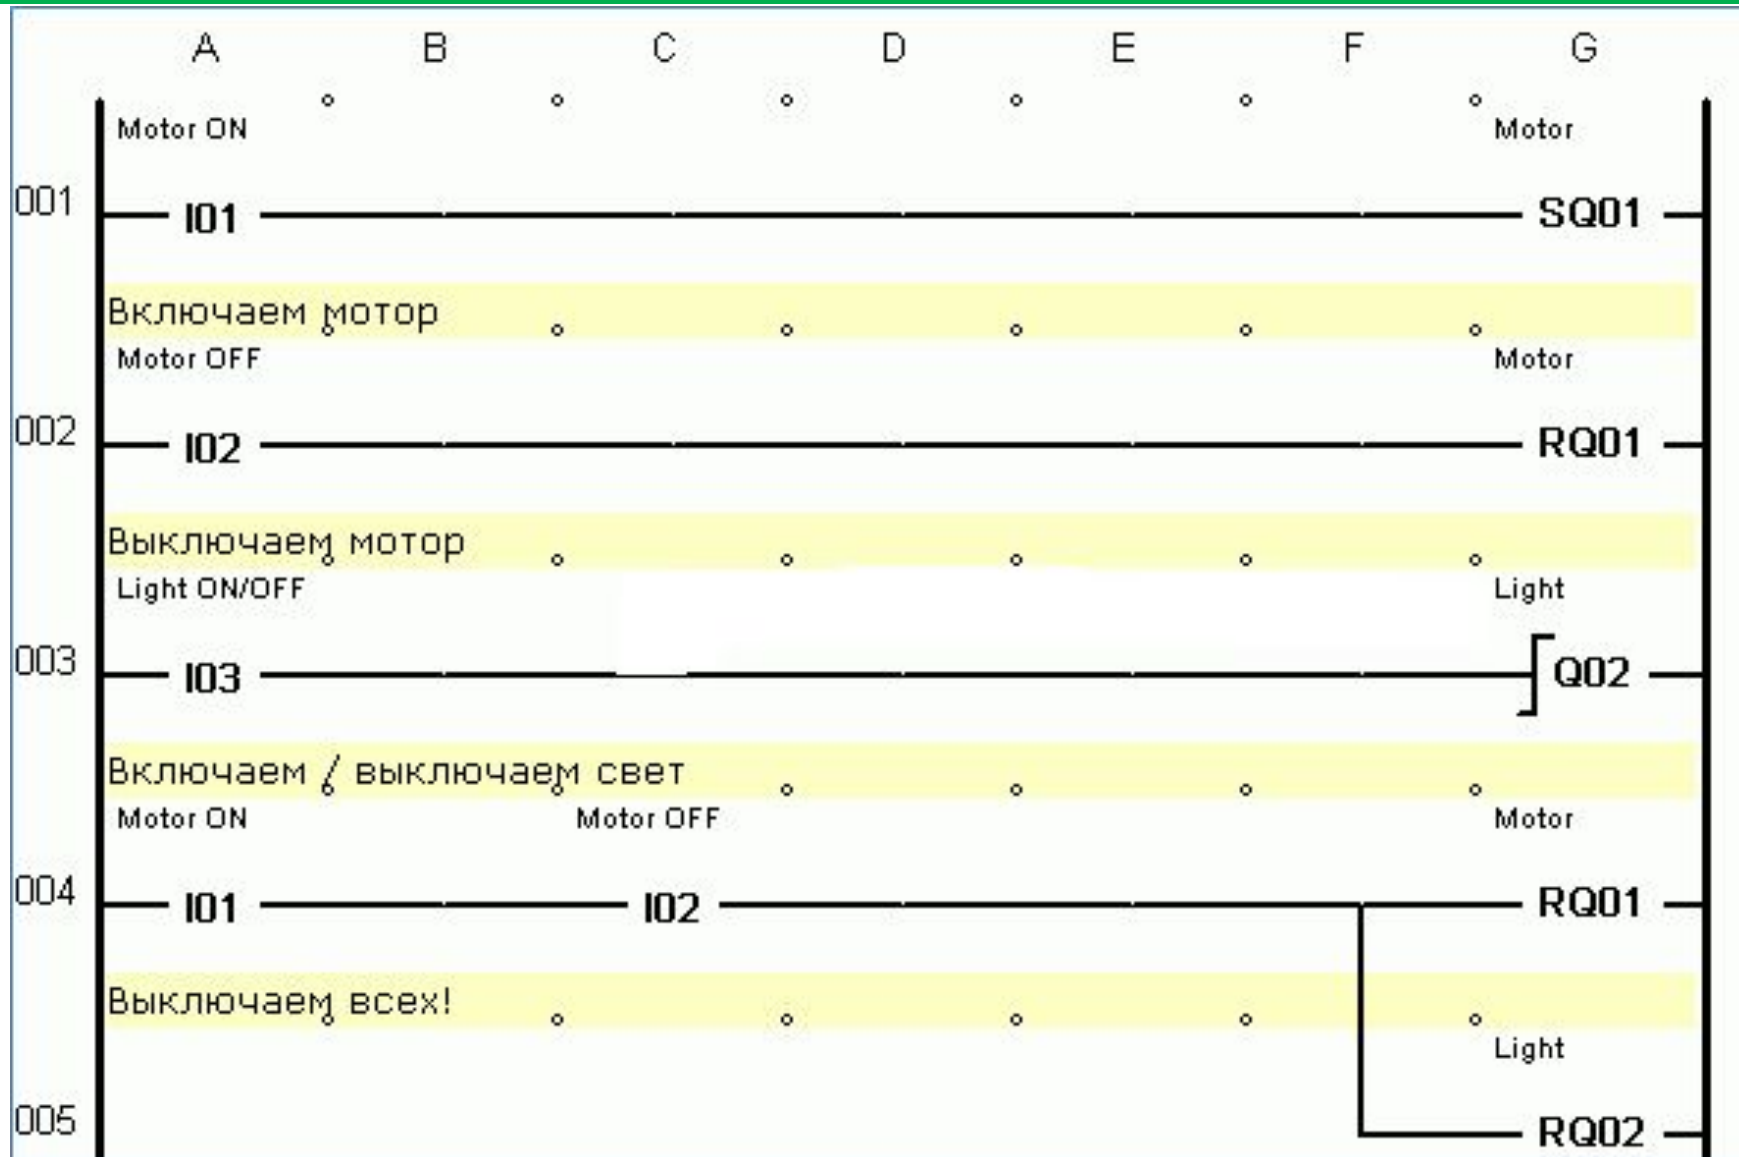 A B C D E F G
Motor ON Motor
001 I01 SQ01
Включаем мотор
Motor OFF Motor
002 I02 RQ01
Выключаем мотор
Light ON/OFF Light
003 I03 Q02
Включаем / выключаем свет
Motor ON Motor OFF Motor
004 I01 I02 RQ01
Выключаем всех!
Light
005 RQ02